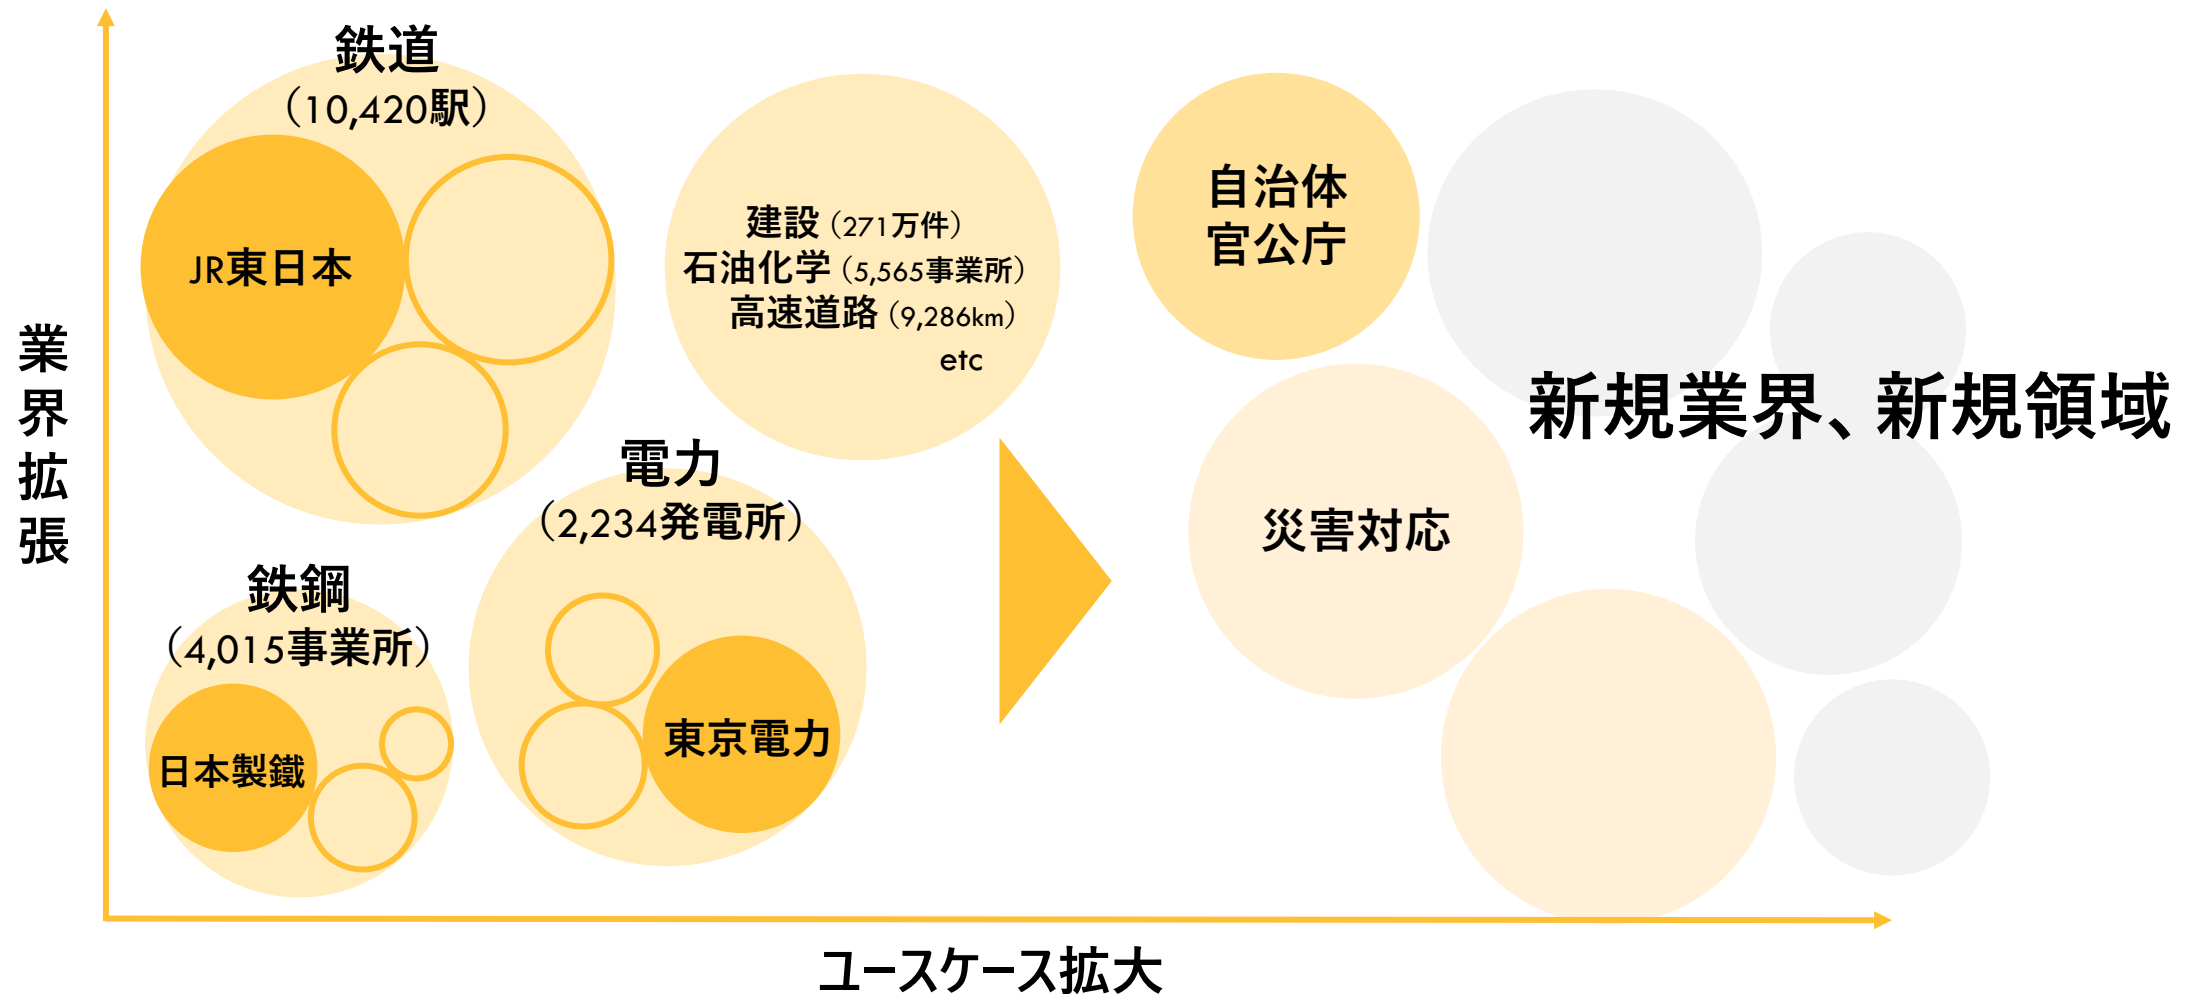 鉄道
（10,420駅）
JR東日本
建設（271万件）
石油化学（5,565事業所）
高速道路（9,286km）
etc
自治体
官公庁
新規業界、新規領域
業界拡張
電力
（2,234発電所）
災害対応
鉄鋼
（4,015事業所）
東京電力
日本製鐵
ユースケース拡大